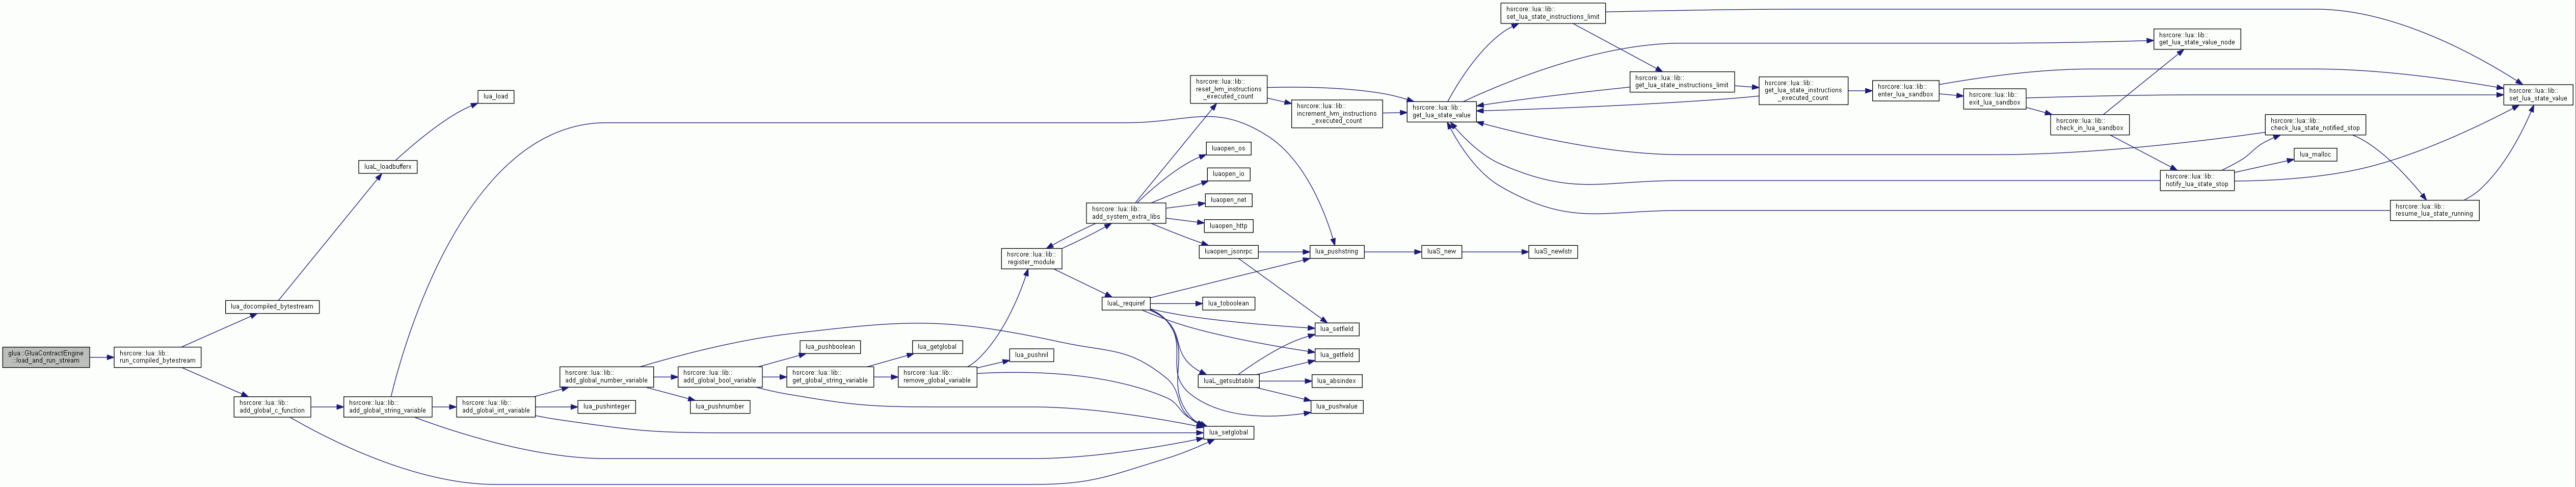 glua::GluaContractEngine
::load_and_run_stream
hsrcore::lua::lib::
run_compiled_bytestream
lua_docompiled_bytestream
luaL_loadbufferx
lua_load
hsrcore::lua::lib::
add_global_c_function
hsrcore::lua::lib::
add_global_string_variable
hsrcore::lua::lib::
add_global_int_variable
hsrcore::lua::lib::
add_global_number_variable
lua_pushinteger
hsrcore::lua::lib::
add_global_bool_variable
lua_pushnumber
lua_pushboolean
hsrcore::lua::lib::
get_global_string_variable
lua_getglobal
hsrcore::lua::lib::
remove_global_variable
lua_pushnil
hsrcore::lua::lib::
register_module
hsrcore::lua::lib::
add_system_extra_libs
luaL_requiref
hsrcore::lua::lib::
reset_lvm_instructions
_executed_count
luaopen_os
luaopen_io
luaopen_net
luaopen_http
luaopen_jsonrpc
lua_toboolean
luaL_getsubtable
lua_setglobal
hsrcore::lua::lib::
increment_lvm_instructions
_executed_count
lua_pushstring
lua_setfield
lua_getfield
lua_absindex
lua_pushvalue
hsrcore::lua::lib::
get_lua_state_value
luaS_new
luaS_newlstr
hsrcore::lua::lib::
set_lua_state_instructions_limit
hsrcore::lua::lib::
get_lua_state_instructions_limit
hsrcore::lua::lib::
get_lua_state_instructions
_executed_count
hsrcore::lua::lib::
enter_lua_sandbox
hsrcore::lua::lib::
exit_lua_sandbox
hsrcore::lua::lib::
check_in_lua_sandbox
hsrcore::lua::lib::
get_lua_state_value_node
hsrcore::lua::lib::
notify_lua_state_stop
hsrcore::lua::lib::
check_lua_state_notified_stop
lua_malloc
hsrcore::lua::lib::
resume_lua_state_running
hsrcore::lua::lib::
set_lua_state_value